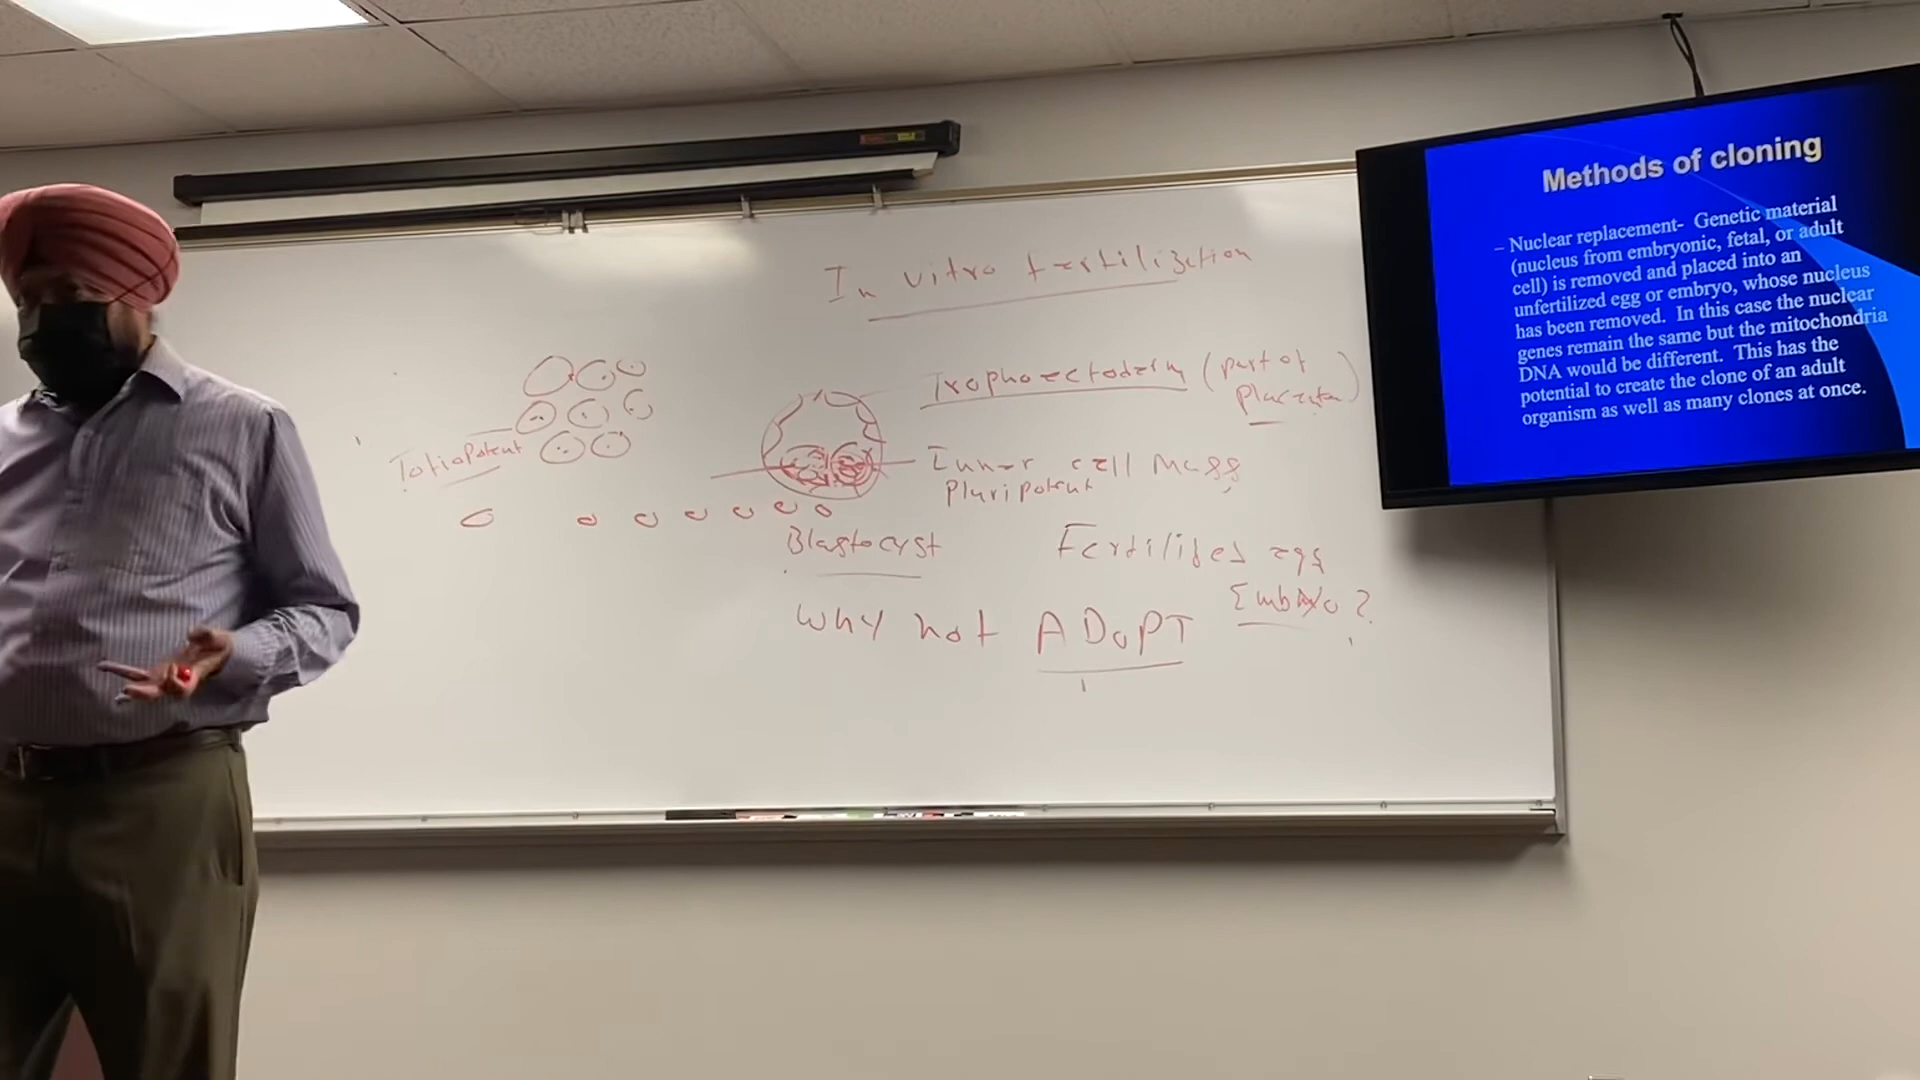 In vitro fertilization
Trophoectoderm (part of
placenta)
Totiopotent
Inner cell Mass
Pluripotent
Blastocyst
Fertilized egg
Embryo?
Why not ADOPT
Methods of cloning
– Nuclear replacement- Genetic material
(nucleus from embryonic, fetal, or adult
cell) is removed and placed into an
unfertilized egg or embryo, whose nucleus
has been removed. In this case the nuclear
genes remain the same but the mitochondria
DNA would be different. This has the
potential to create the clone of an adult
organism as well as many clones at once.